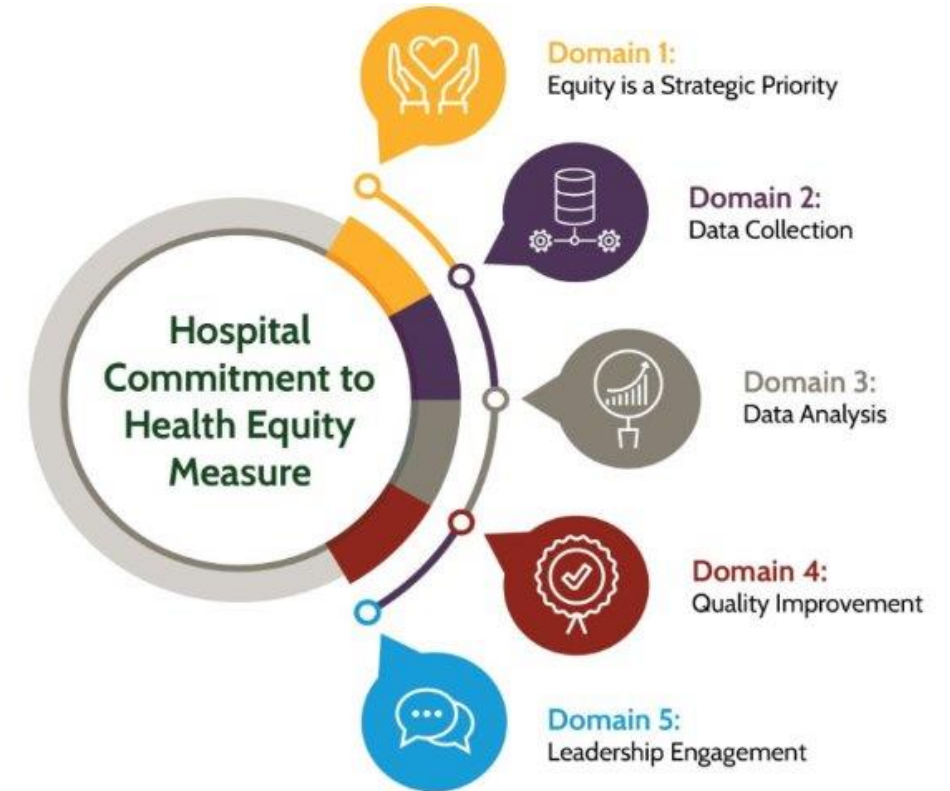 Domain 1:
Equity is a Strategic Priority
Domain 2:
Data Collection
Hospital
Commitment to
Health Equity
Measure
Domain 3:
Data Analysis
Domain 4:
Quality Improvement
Domain 5:
Leadership Engagement